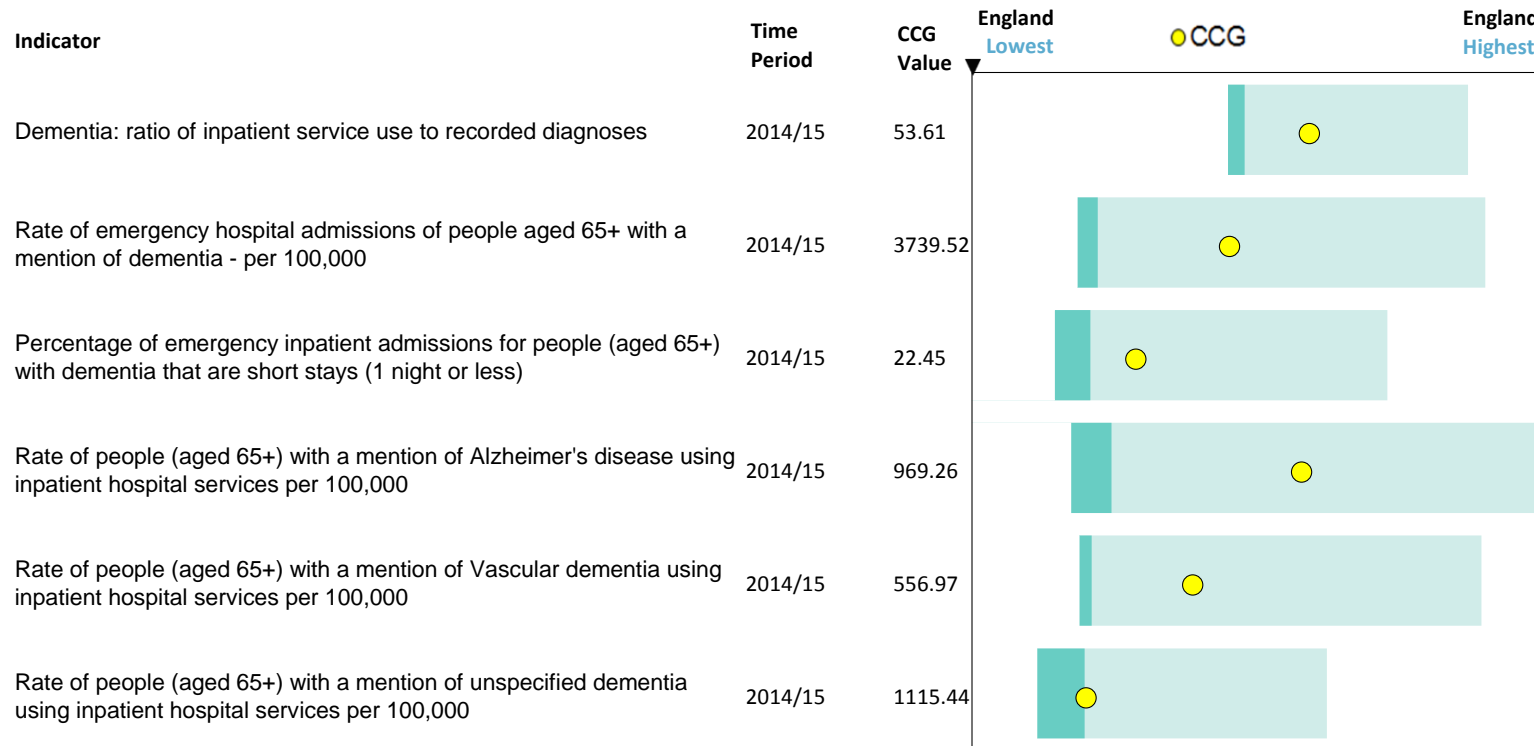 Indicator
Time
Period
CCG
Value
England
Lowest
CCG
England
Highest
Dementia: ratio of inpatient service use to recorded diagnoses
2014/15
53.61
Rate of emergency hospital admissions of people aged 65+ with a
mention of dementia - per 100,000
2014/15
3739.52
Percentage of emergency inpatient admissions for people (aged 65+)
with dementia that are short stays (1 night or less)
2014/15
22.45
Rate of people (aged 65+) with a mention of Alzheimer's disease using
inpatient hospital services per 100,000
2014/15
969.26
Rate of people (aged 65+) with a mention of Vascular dementia using
inpatient hospital services per 100,000
2014/15
556.97
Rate of people (aged 65+) with a mention of unspecified dementia
using inpatient hospital services per 100,000
2014/15
1115.44